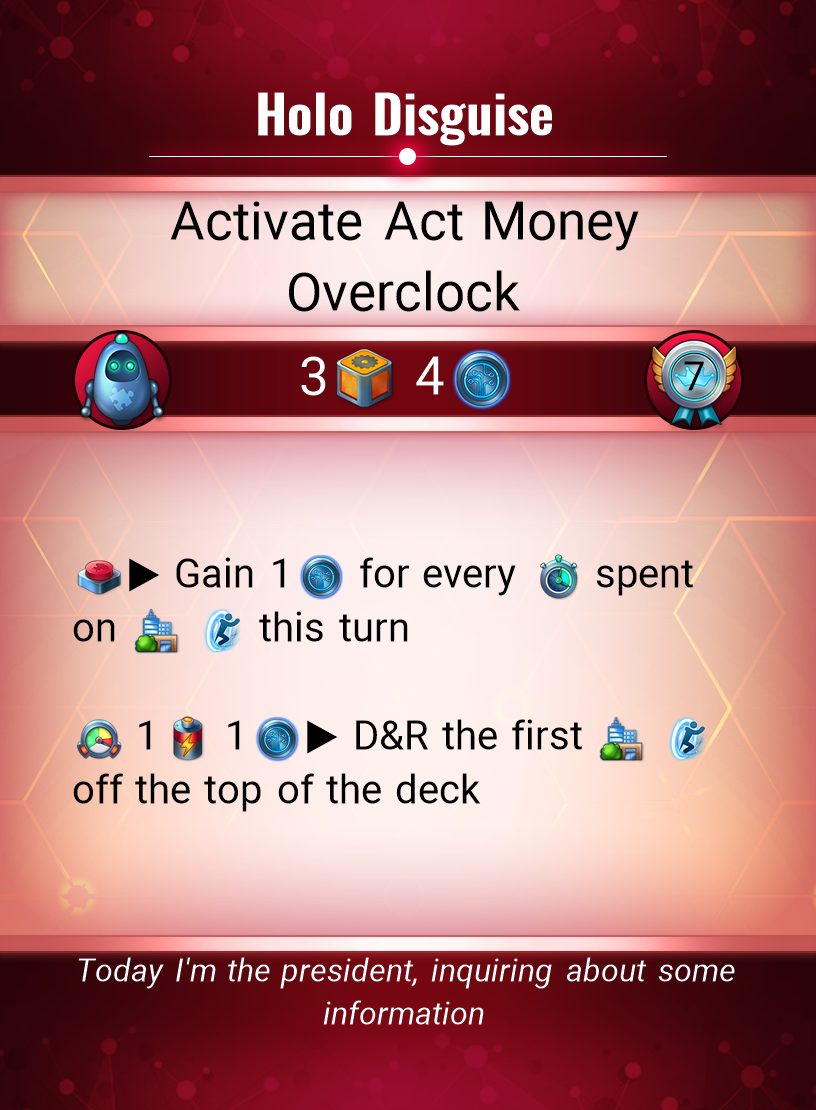 Holo Disguise
Activate Act Money
Overclock
3 4 7
▶ Gain 1 for every spent
on this turn
1 1 ▶ D&R the first
off the top of the deck
Today I'm the president, inquiring about some
information